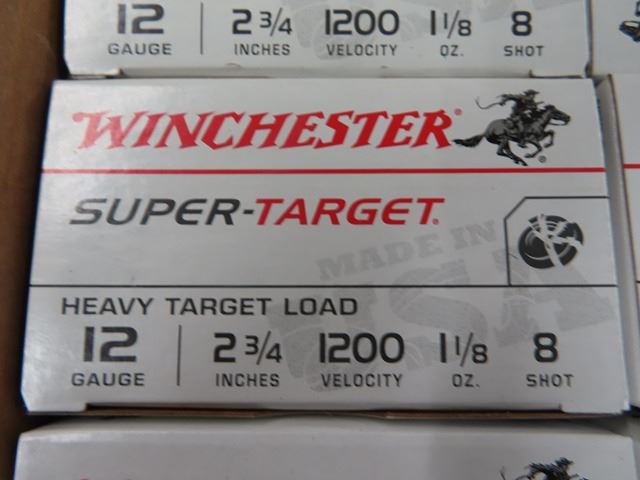 12 2 3/4 1200 1 1/8 8
GAUGE INCHES VELOCITY OZ. SHOT
WINCHESTER®
SUPER-TARGET®
MADE IN
USA
HEAVY TARGET LOAD
12 2 3/4 1200 1 1/8 8
GAUGE INCHES VELOCITY OZ. SHOT